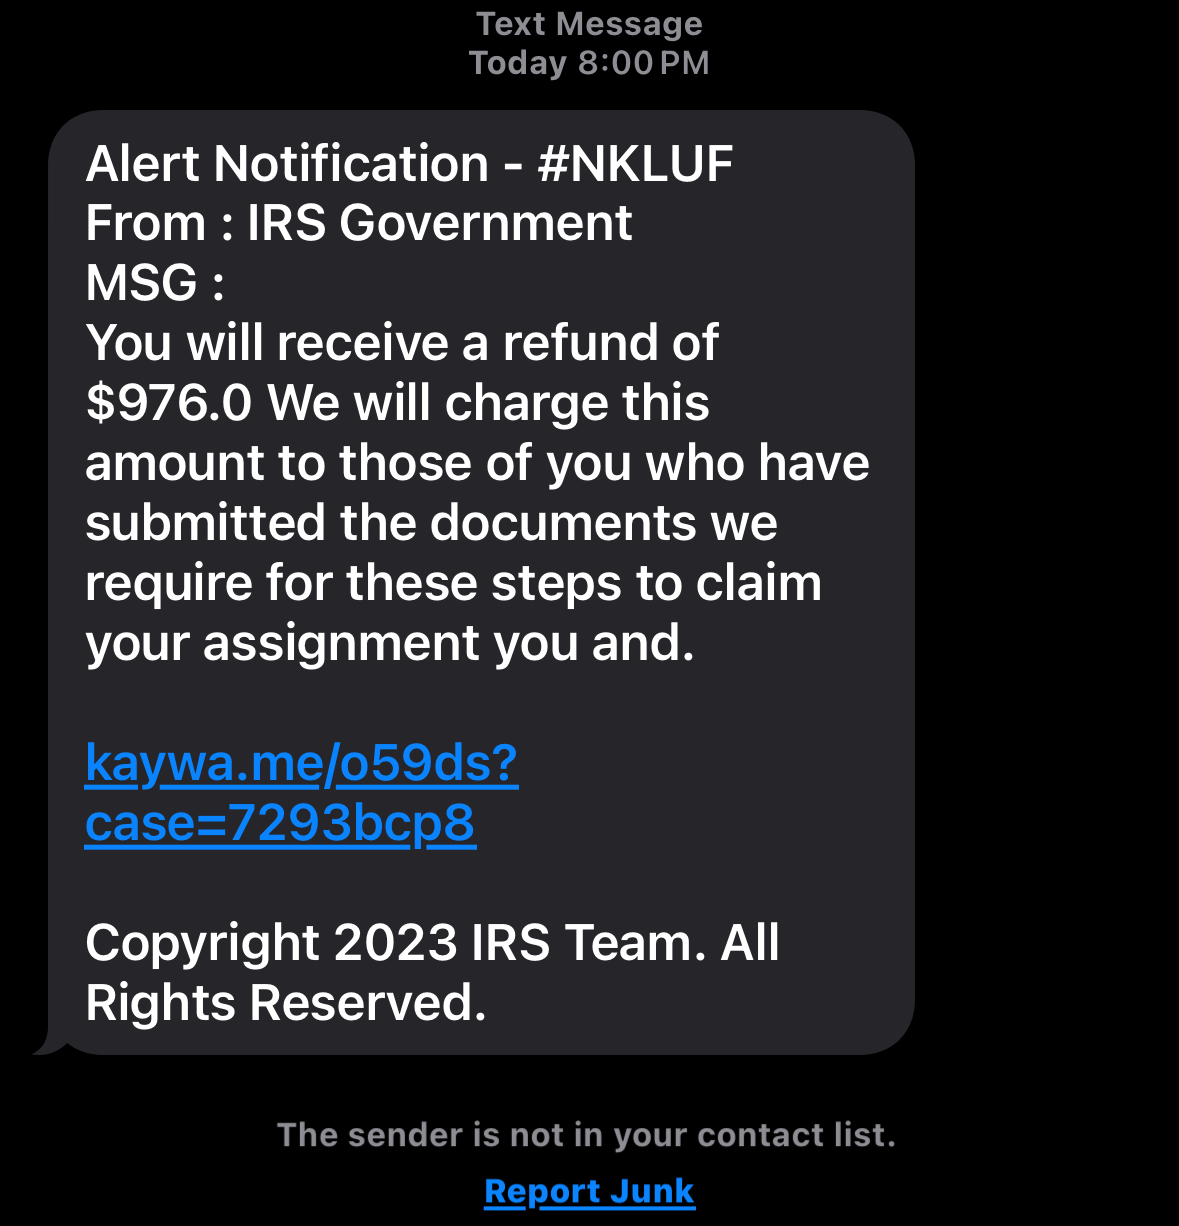 Text Message
Today 8:00 PM
Alert Notification - #NKLUF
From : IRS Government
MSG :
You will receive a refund of
$976.0 We will charge this
amount to those of you who have
submitted the documents we
require for these steps to claim
your assignment you and.
kaywa.me/o59ds?
case=7293bcp8
Copyright 2023 IRS Team. All
Rights Reserved.
The sender is not in your contact list.
Report Junk